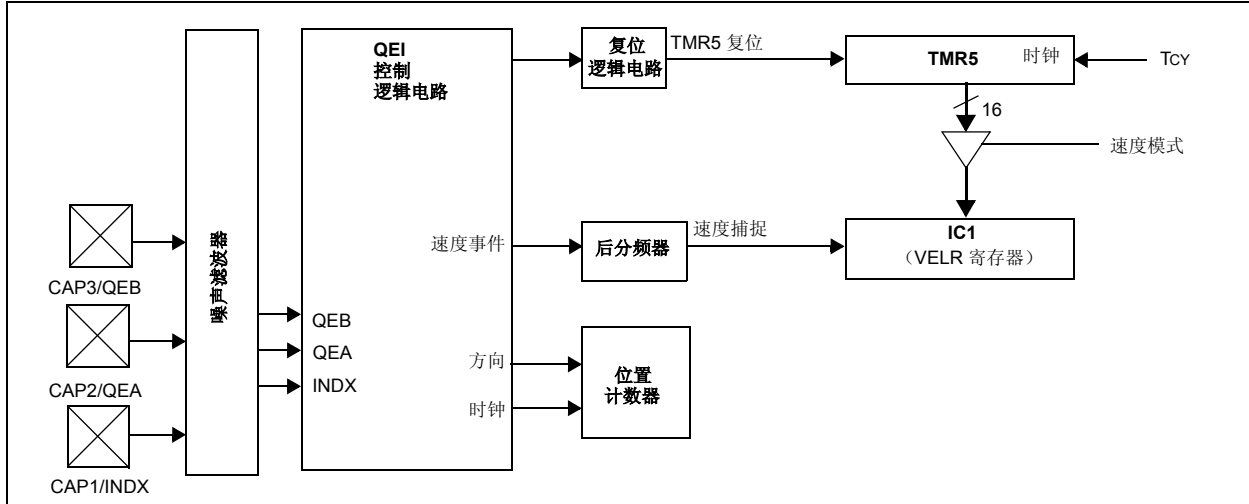 QEI
控制
逻辑电路
复位
逻辑电路
TMR5 复位
TMR5
时钟
TCY
16
速度模式
IC1
（VELR 寄存器）
速度事件
后分频器
速度捕捉
噪声滤波器
CAP3/QEB
CAP2/QEA
CAP1/INDX
QEB
QEA
INDX
方向
时钟
位置
计数器